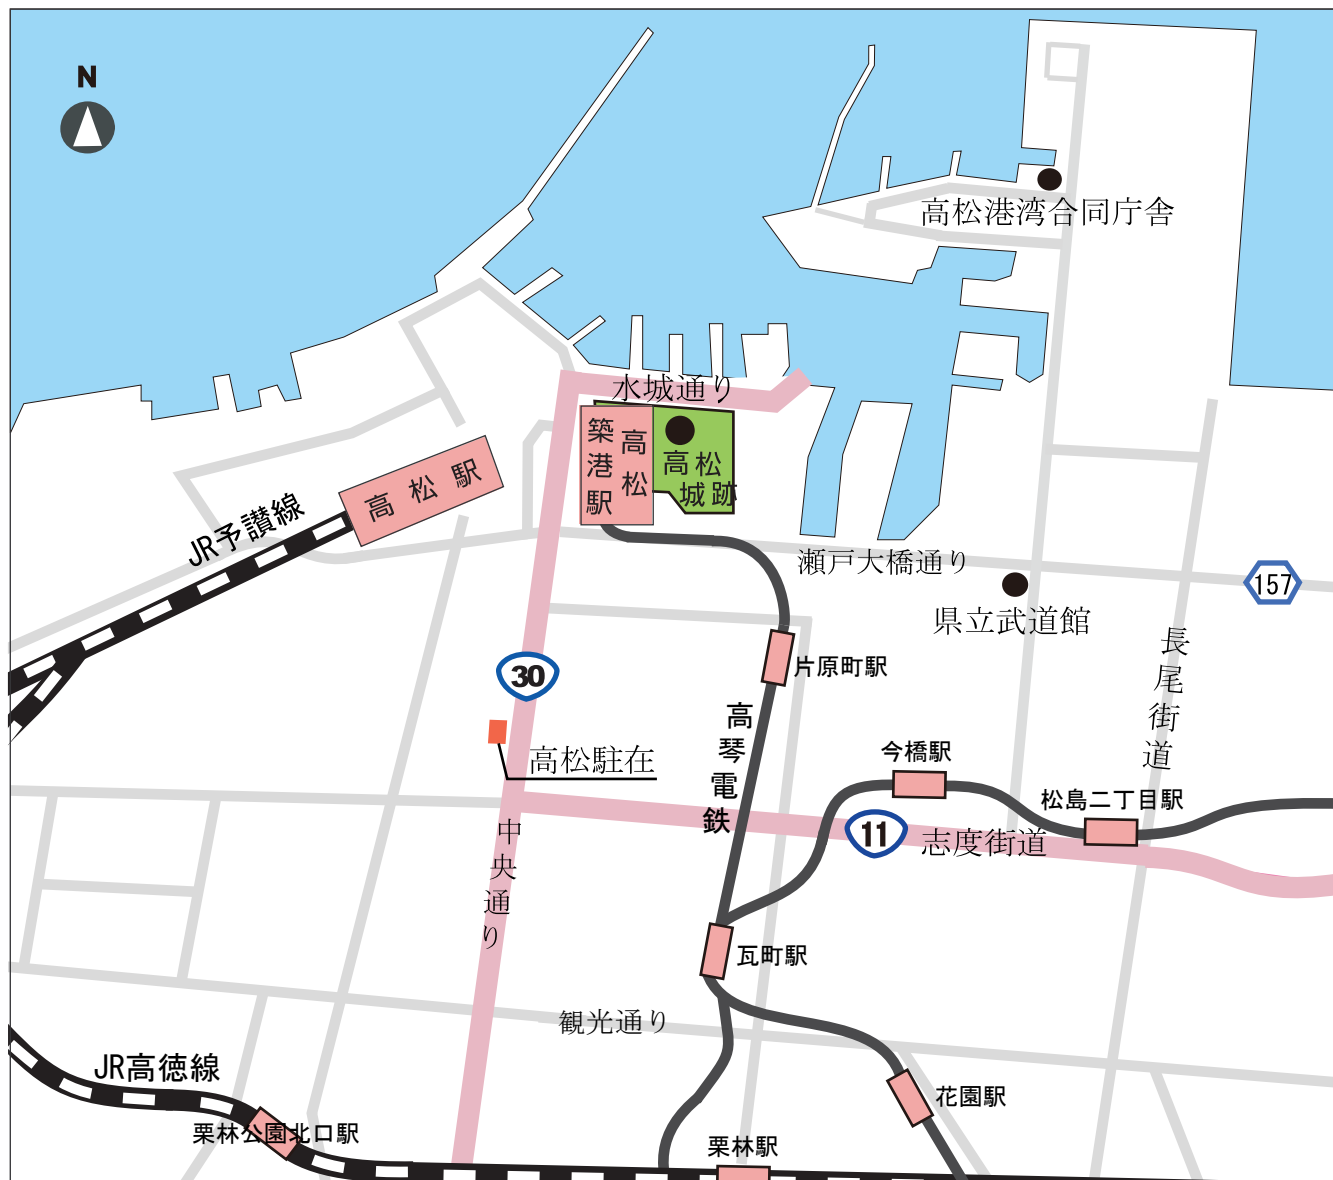 N
高松港湾合同庁舎
水城通り
高松
築港駅
高松
城跡
高松駅
JR予讃線
瀬戸大橋通り
157
県立武道館
長尾街道
30
片原町駅
高琴電鉄
高松駐在
今橋駅
松島二丁目駅
11
志度街道
中央通り
瓦町駅
観光通り
JR高徳線
花園駅
栗林公園北口駅
栗林駅